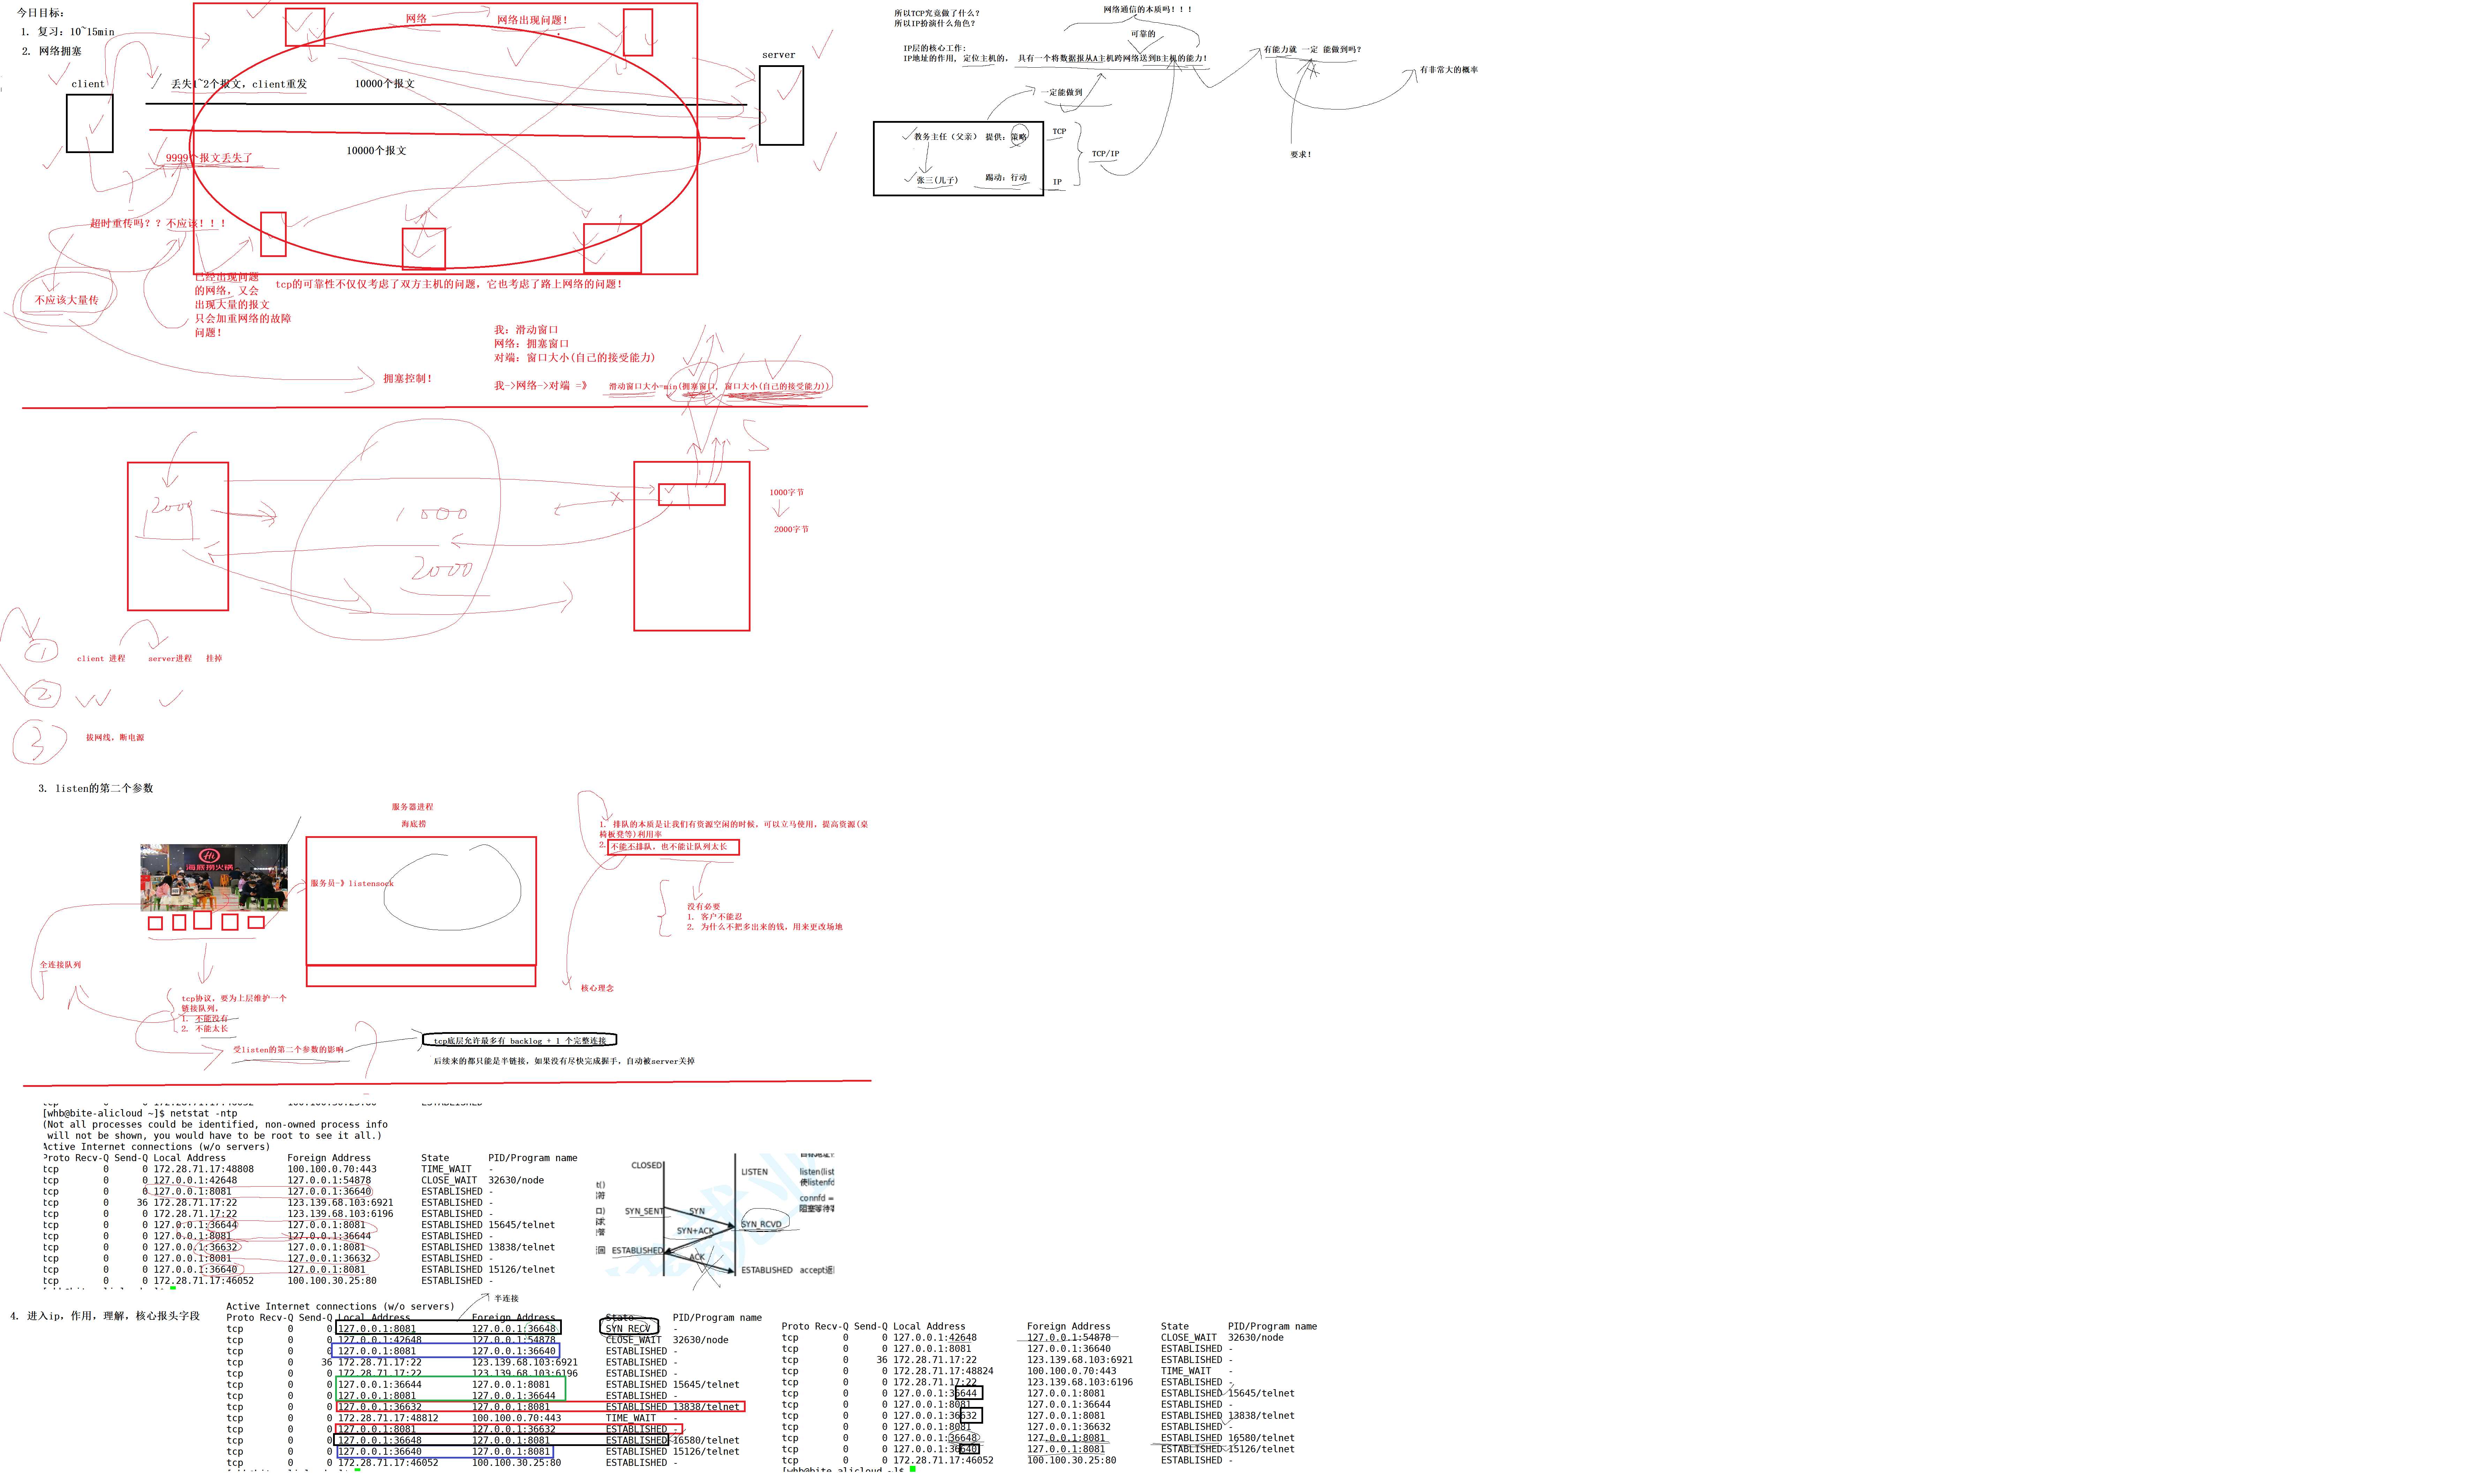 今日目标:
1. 复习: 10~15min
2. 网络拥塞
网络
网络出现问题!
client
server
丢失1~2个报文, client重发
10000个报文
10000个报文
9999个报文丢失了
超时重传吗? ? 不应该! ! !
不应该大量传
已经出现问题
的网络, 又会
出现大量的报文
只会加重网络的故障
问题!
tcp的可靠性不仅仅考虑了双方主机的问题, 它也考虑了路上网络的问题!
我: 滑动窗口
网络: 拥塞窗口
对端: 窗口大小(自己的接受能力)
拥塞控制!
我->网络->对端 =》
滑动窗口大小=min(拥塞窗口, 窗口大小(自己的接受能力))
所以TCP究竟做了什么?
所以IP扮演什么角色?
网络通信的本质吗! ! !
可靠的
IP层的核心工作:
IP地址的作用, 定位主机的, 具有一个将数据报从A主机跨网络送到B主机的能力!
有能力就 一定 能做到吗?
有非常大的概率
一定能做到
教务主任(父亲) 提供: 策略
TCP
TCP/IP
张三(儿子)
踢动: 行动
IP
要求!
2000
1000
2000
1000字节
2000字节
1
client 进程 server进程 挂掉
2
3
拔网线, 断电源
3. listen的第二个参数
服务器进程
海底捞
Hi
海底捞火锅
服务员-》listensock
1. 排队的本质是让我们有资源空闲的时候, 可以立马使用, 提高资源(桌
椅板凳等)利用率
2. 不能不排队, 也不能让队列太长
没有必要
1. 客户不能忍
2. 为什么不把多出来的钱, 用来更改场地
核心理念
全连接队列
tcp协议, 要为上层维护一个
链接队列,
1. 不能没有
2. 不能太长
受listen的第二个参数的影响
tcp底层允许最多有 backlog + 1 个完整连接
后续来的都只能是半链接, 如果没有尽快完成握手, 自动被server关掉
[whb@bite-alicloud ~]$ netstat -ntp
(Not all processes could be identified, non-owned process info
will not be shown, you would have to be root to see it all.)
Active Internet connections (w/o servers)
Proto Recv-Q Send-Q Local Address Foreign Address State PID/Program name
tcp 0 0 172.28.71.17:48808 100.100.0.70:443 TIME_WAIT -
tcp 0 0 127.0.0.1:42648 127.0.0.1:54878 CLOSE_WAIT 32630/node
tcp 0 0 127.0.0.1:8081 127.0.0.1:36640 ESTABLISHED -
tcp 0 36 172.28.71.17:22 123.139.68.103:6921 ESTABLISHED -
tcp 0 0 172.28.71.17:22 123.139.68.103:6196 ESTABLISHED -
tcp 0 0 127.0.0.1:36644 127.0.0.1:8081 ESTABLISHED 15645/telnet
tcp 0 0 127.0.0.1:8081 127.0.0.1:36644 ESTABLISHED -
tcp 0 0 127.0.0.1:36632 127.0.0.1:8081 ESTABLISHED 13838/telnet
tcp 0 0 127.0.0.1:8081 127.0.0.1:36632 ESTABLISHED -
tcp 0 0 127.0.0.1:36640 127.0.0.1:8081 ESTABLISHED 15126/telnet
tcp 0 0 172.28.71.17:46052 100.100.30.25:80 ESTABLISHED -
CLOSED
LISTEN
listen(list
使listenfd
connfd =
SYN_SENT
SYN
SYN_RCVD
SYN+ACK
ESTABLISHED
ACK
ESTABLISHED
accept返
4. 进入ip, 作用, 理解, 核心报头字段
半连接
Active Internet connections (w/o servers)
Proto Recv-Q Send-Q Local Address Foreign Address State PID/Program name
tcp 0 0 127.0.0.1:8081 127.0.0.1:36648 SYN_RECV -
tcp 0 0 127.0.0.1:42648 127.0.0.1:54878 CLOSE_WAIT 32630/node
tcp 0 0 127.0.0.1:8081 127.0.0.1:36640 ESTABLISHED -
tcp 0 36 172.28.71.17:22 123.139.68.103:6921 ESTABLISHED -
tcp 0 0 172.28.71.17:22 123.139.68.103:6196 ESTABLISHED -
tcp 0 0 127.0.0.1:36644 127.0.0.1:8081 ESTABLISHED 15645/telnet
tcp 0 0 127.0.0.1:8081 127.0.0.1:36644 ESTABLISHED -
tcp 0 0 127.0.0.1:36632 127.0.0.1:8081 ESTABLISHED 13838/telnet
tcp 0 0 172.28.71.17:48812 100.100.0.70:443 TIME_WAIT -
tcp 0 0 127.0.0.1:8081 127.0.0.1:36632 ESTABLISHED -
tcp 0 0 127.0.0.1:36648 127.0.0.1:8081 ESTABLISHED 16580/telnet
tcp 0 0 127.0.0.1:36640 127.0.0.1:8081 ESTABLISHED 15126/telnet
tcp 0 0 172.28.71.17:46052 100.100.30.25:80 ESTABLISHED -
Proto Recv-Q Send-Q Local Address Foreign Address State PID/Program name
tcp 0 0 127.0.0.1:42648 127.0.0.1:54878 CLOSE_WAIT 32630/node
tcp 0 0 127.0.0.1:8081 127.0.0.1:36640 ESTABLISHED -
tcp 0 36 172.28.71.17:22 123.139.68.103:6921 ESTABLISHED -
tcp 0 0 172.28.71.17:48824 100.100.0.70:443 TIME_WAIT -
tcp 0 0 172.28.71.17:22 123.139.68.103:6196 ESTABLISHED -
tcp 0 0 127.0.0.1:36644 127.0.0.1:8081 ESTABLISHED 15645/telnet
tcp 0 0 127.0.0.1:8081 127.0.0.1:36644 ESTABLISHED -
tcp 0 0 127.0.0.1:36632 127.0.0.1:8081 ESTABLISHED 13838/telnet
tcp 0 0 127.0.0.1:8081 127.0.0.1:36632 ESTABLISHED -
tcp 0 0 127.0.0.1:36648 127.0.0.1:8081 ESTABLISHED 16580/telnet
tcp 0 0 127.0.0.1:36640 127.0.0.1:8081 ESTABLISHED 15126/telnet
tcp 0 0 172.28.71.17:46052 100.100.30.25:80 ESTABLISHED -
[whb@bite-alicloud ~]$